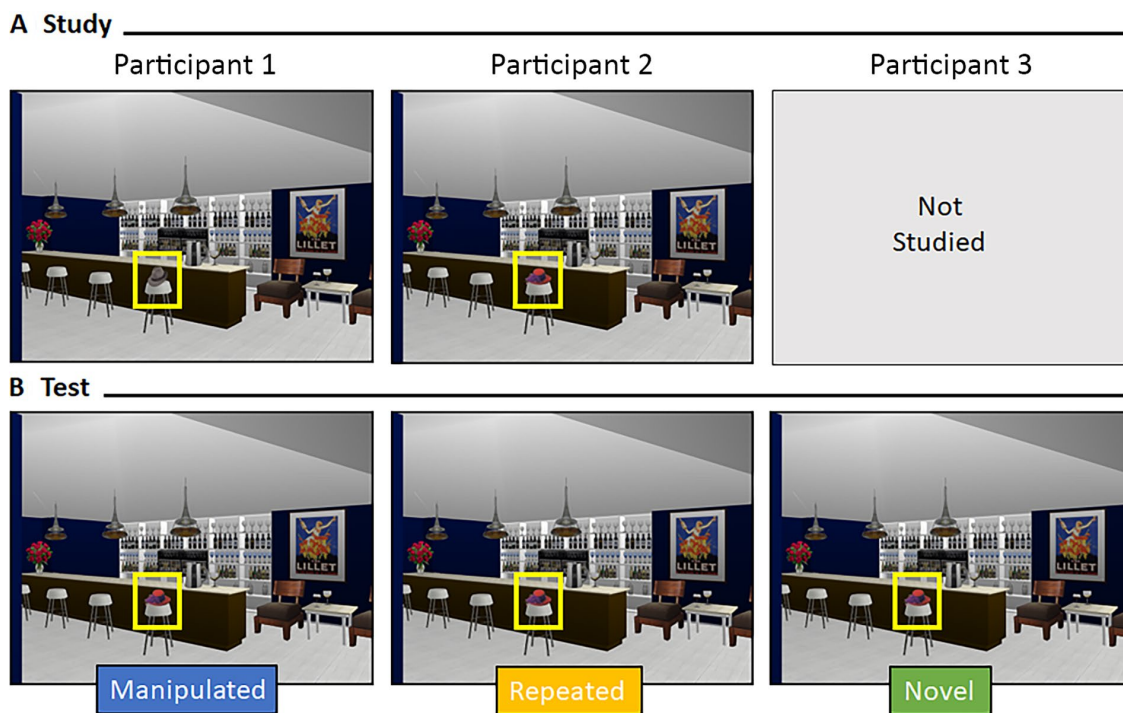 A Study
Participant 1
Participant 2
Participant 3
LILLET
LILLET
Not
Studied
B Test
LILLET
LILLET
LILLET
Manipulated
Repeated
Novel